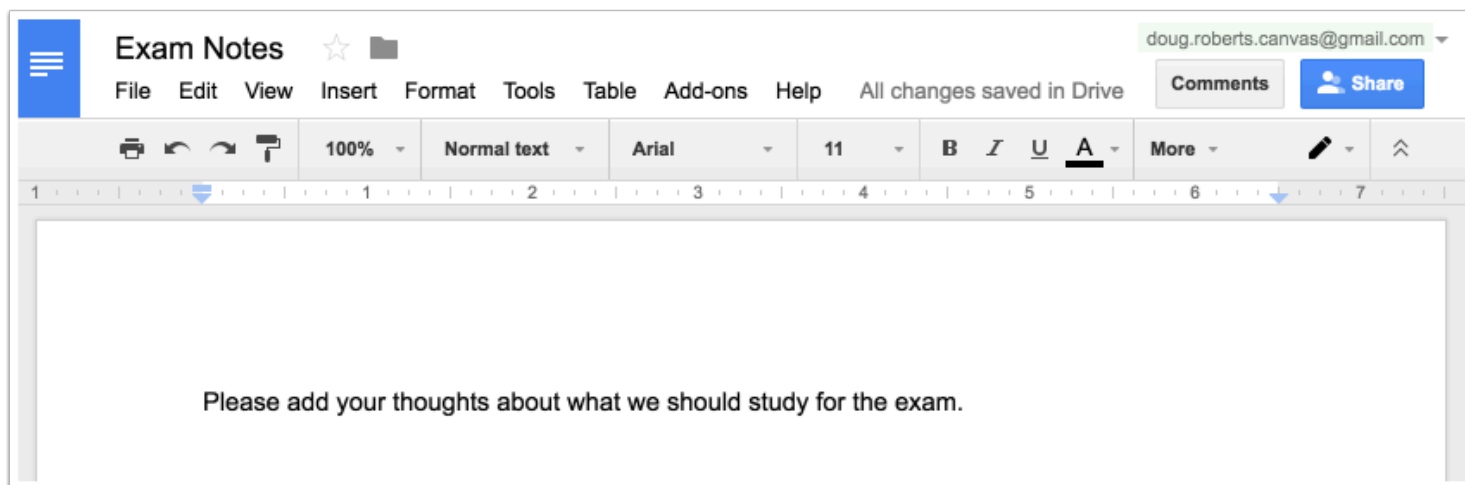 Exam Notes
doug.roberts.canvas@gmail.com
File Edit View Insert Format Tools Table Add-ons Help All changes saved in Drive Comments Share
100% Normal text Arial 11 B I U A More
1 1 2 3 4 5 6 7
Please add your thoughts about what we should study for the exam.